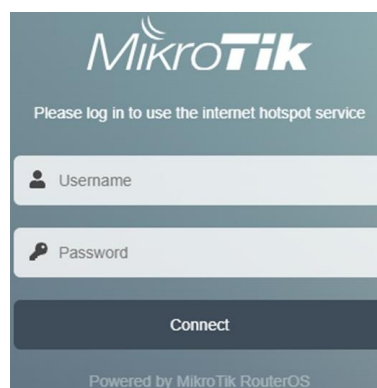 MikroTik
Please log in to use the internet hotspot service
Username
Password
Connect
Powered by MikroTik RouterOS